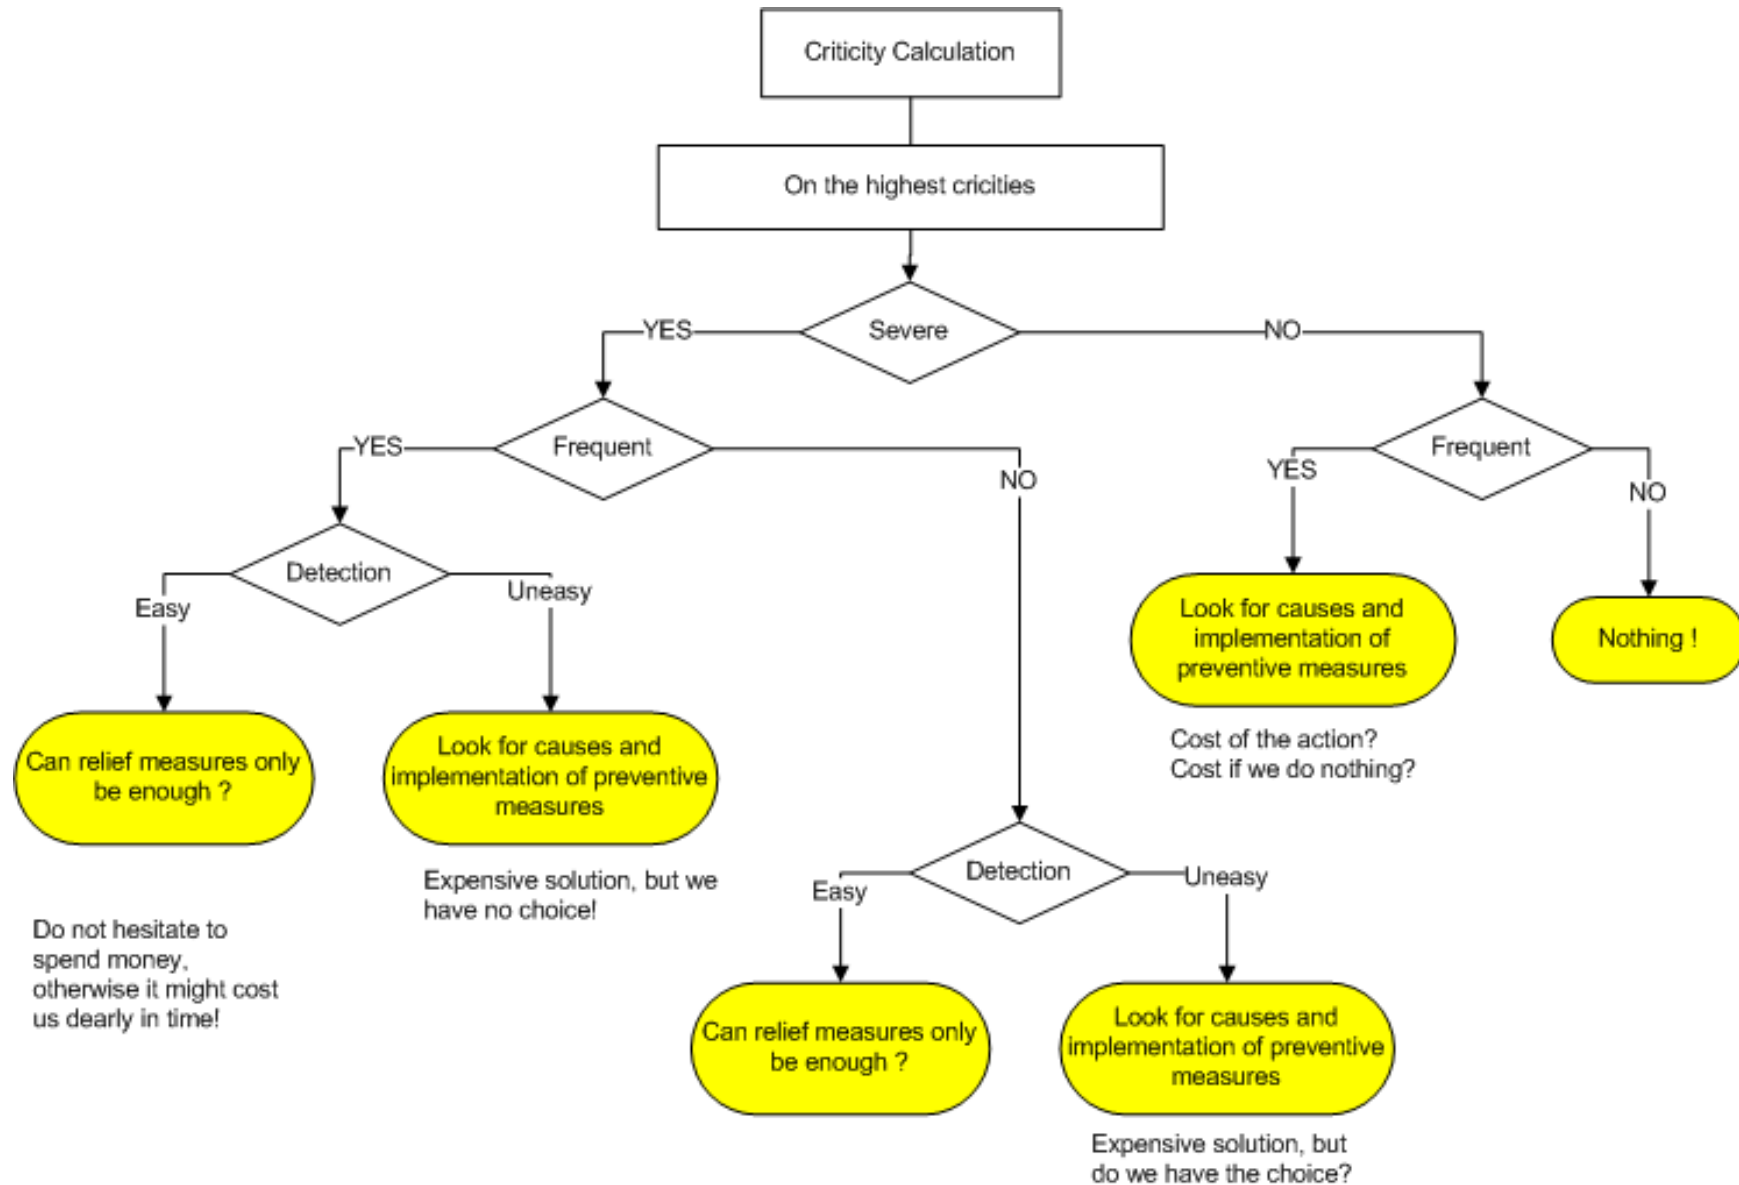 Criticity Calculation
On the highest cricities
Severe
YES
NO
Frequent
YES
NO
Frequent
YES
NO
Detection
Easy
Uneasy
Look for causes and
implementation of
preventive measures
Nothing !
Cost of the action?
Cost if we do nothing?
Can relief measures only
be enough ?
Look for causes and
implementation of preventive
measures
Do not hesitate to
spend money,
otherwise it might cost
us dearly in time!
Expensive solution, but we
have no choice!
Detection
Easy
Uneasy
Can relief measures only
be enough ?
Look for causes and
implementation of preventive
measures
Expensive solution, but
do we have the choice?